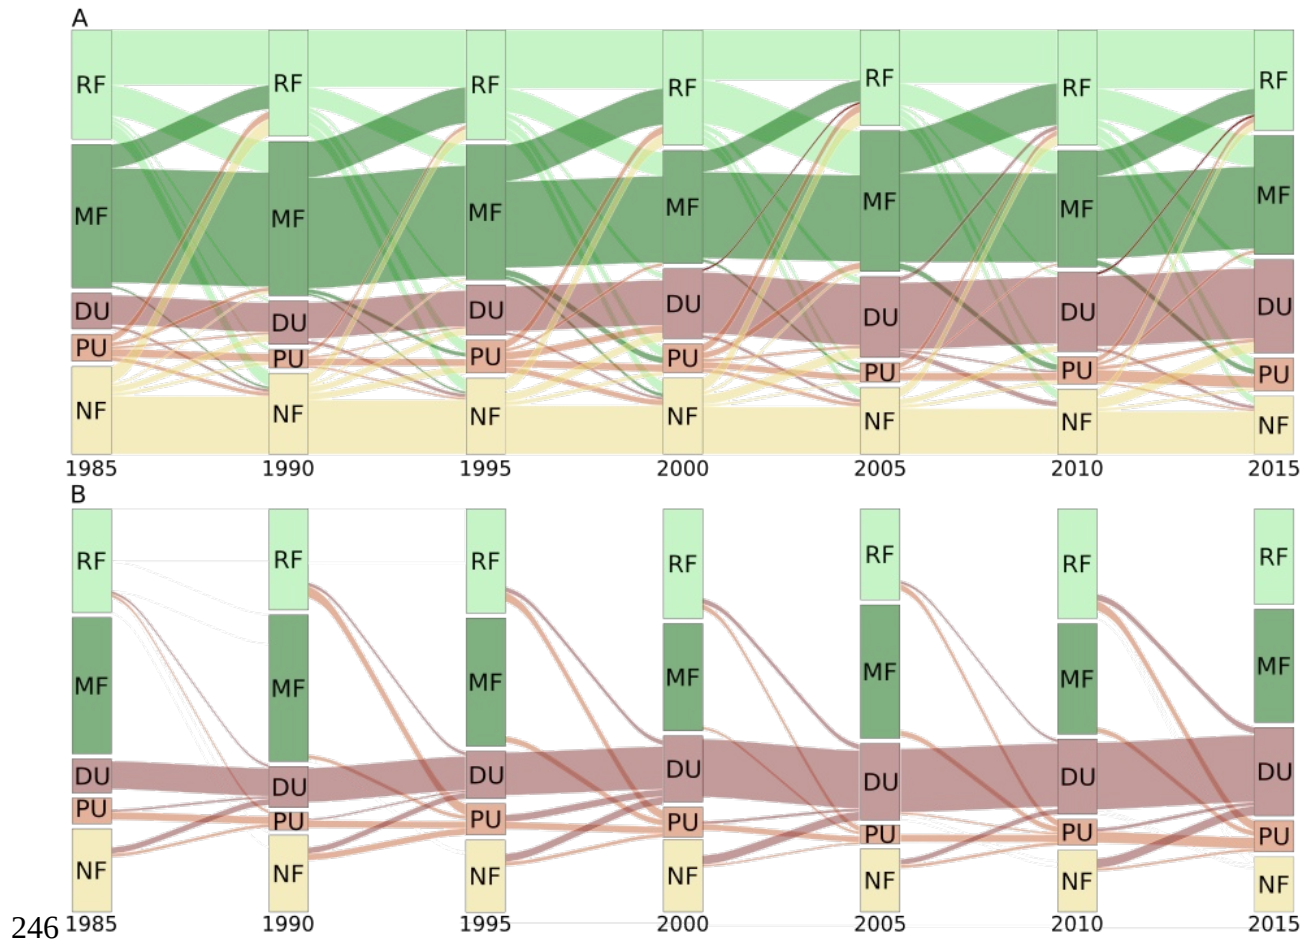 A
RF RF RF RF RF RF RF
MF MF MF MF MF MF MF
DU DU DU DU DU DU DU
PU PU PU PU PU PU PU
NF NF NF NF NF NF NF
1985 1990 1995 2000 2005 2010 2015
B
RF RF RF RF RF RF RF
MF MF MF MF MF MF MF
DU DU DU DU DU DU DU
PU PU PU PU PU PU PU
NF NF NF NF NF NF NF
246 1985 1990 1995 2000 2005 2010 2015